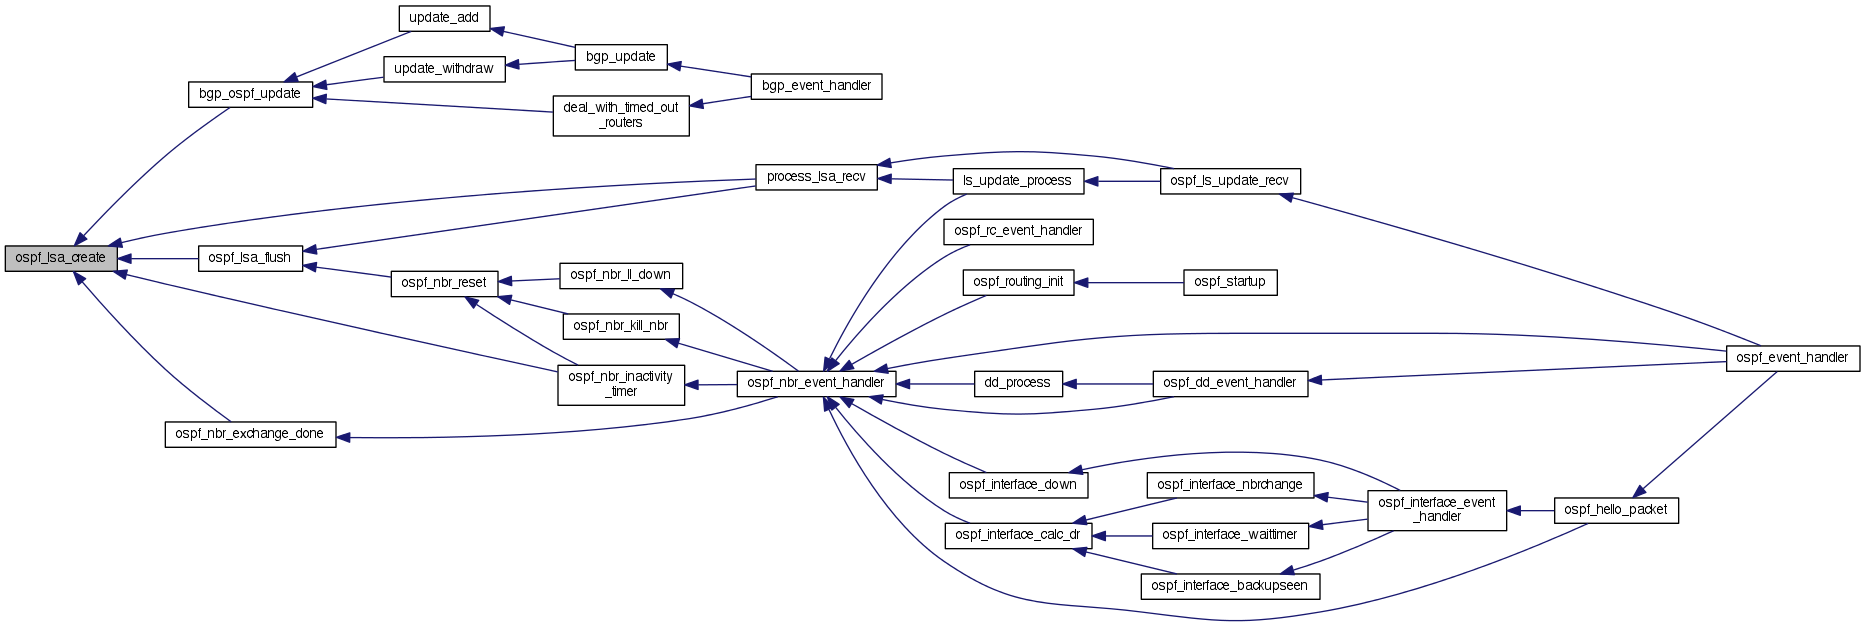 update_add
bgp_update
update_withdraw
bgp_event_handler
bgp_ospf_update
deal_with_timed_out
_routers
process_lsa_recv
ls_update_process
ospf_ls_update_recv
ospf_rc_event_handler
ospf_lsa_create
ospf_lsa_flush
ospf_nbr_ll_down
ospf_nbr_reset
ospf_routing_init
ospf_startup
ospf_nbr_kill_nbr
ospf_event_handler
ospf_nbr_inactivity
_timer
ospf_nbr_event_handler
dd_process
ospf_dd_event_handler
ospf_nbr_exchange_done
ospf_interface_down
ospf_interface_nbrchange
ospf_interface_event
_handler
ospf_hello_packet
ospf_interface_calc_dr
ospf_interface_waittimer
ospf_interface_backupseen